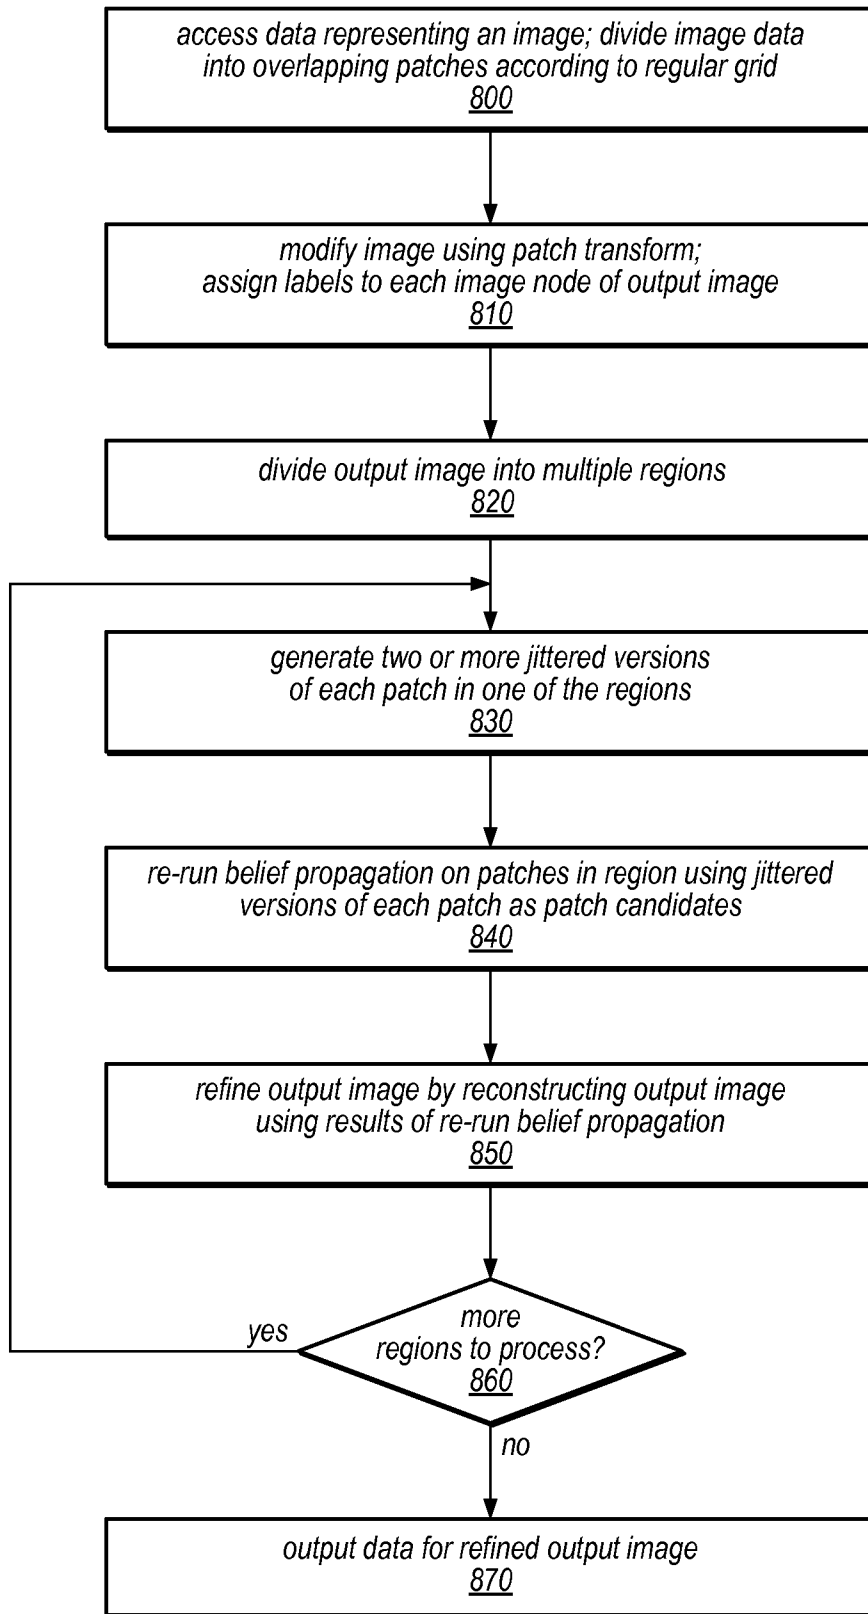 access data representing an image; divide image data
into overlapping patches according to regular grid
800
modify image using patch transform;
assign labels to each image node of output image
810
divide output image into multiple regions
820
generate two or more jittered versions
of each patch in one of the regions
830
re-run belief propagation on patches in region using jittered
versions of each patch as patch candidates
840
refine output image by reconstructing output image
using results of re-run belief propagation
850
more
regions to process?
860
yes
no
output data for refined output image
870